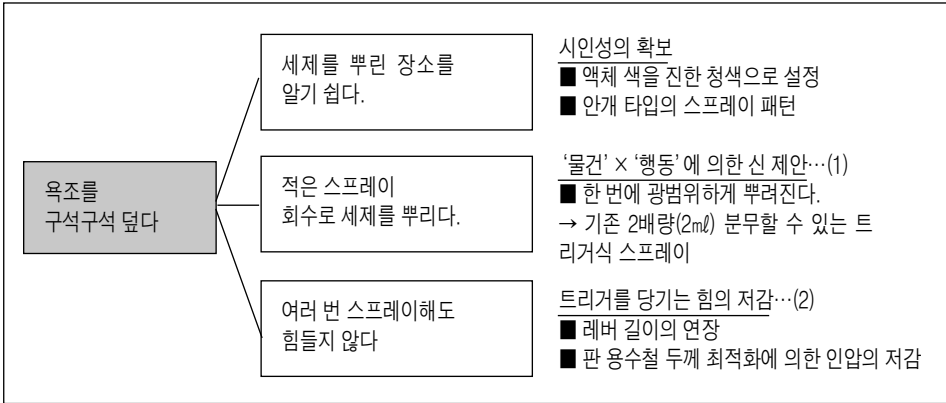 욕조를
구석구석 덮다
세제를 뿌린 장소를
알기 쉽다.
시인성의 확보
■ 액체 색을 진한 청색으로 설정
■ 안개 타입의 스프레이 패턴
적은 스프레이
회수로 세제를 뿌리다.
‘물건’ × ‘행동’에 의한 신 제안…(1)
■ 한 번에 광범위하게 뿌려진다.
→ 기존 2배량(2㎖) 분무할 수 있는 트
리거식 스프레이
여러 번 스프레이해도
힘들지 않다
트리거를 당기는 힘의 저감…(2)
■ 레버 길이의 연장
■ 판 용수철 두께 최적화에 의한 인압의 저감